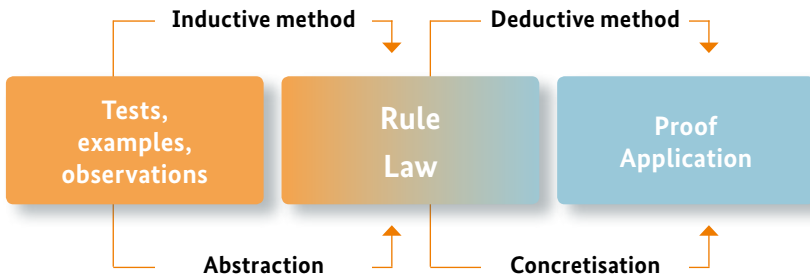 Inductive method
Deductive method
Tests,
examples,
observations
Rule
Law
Proof
Application
Abstraction
Concretisation